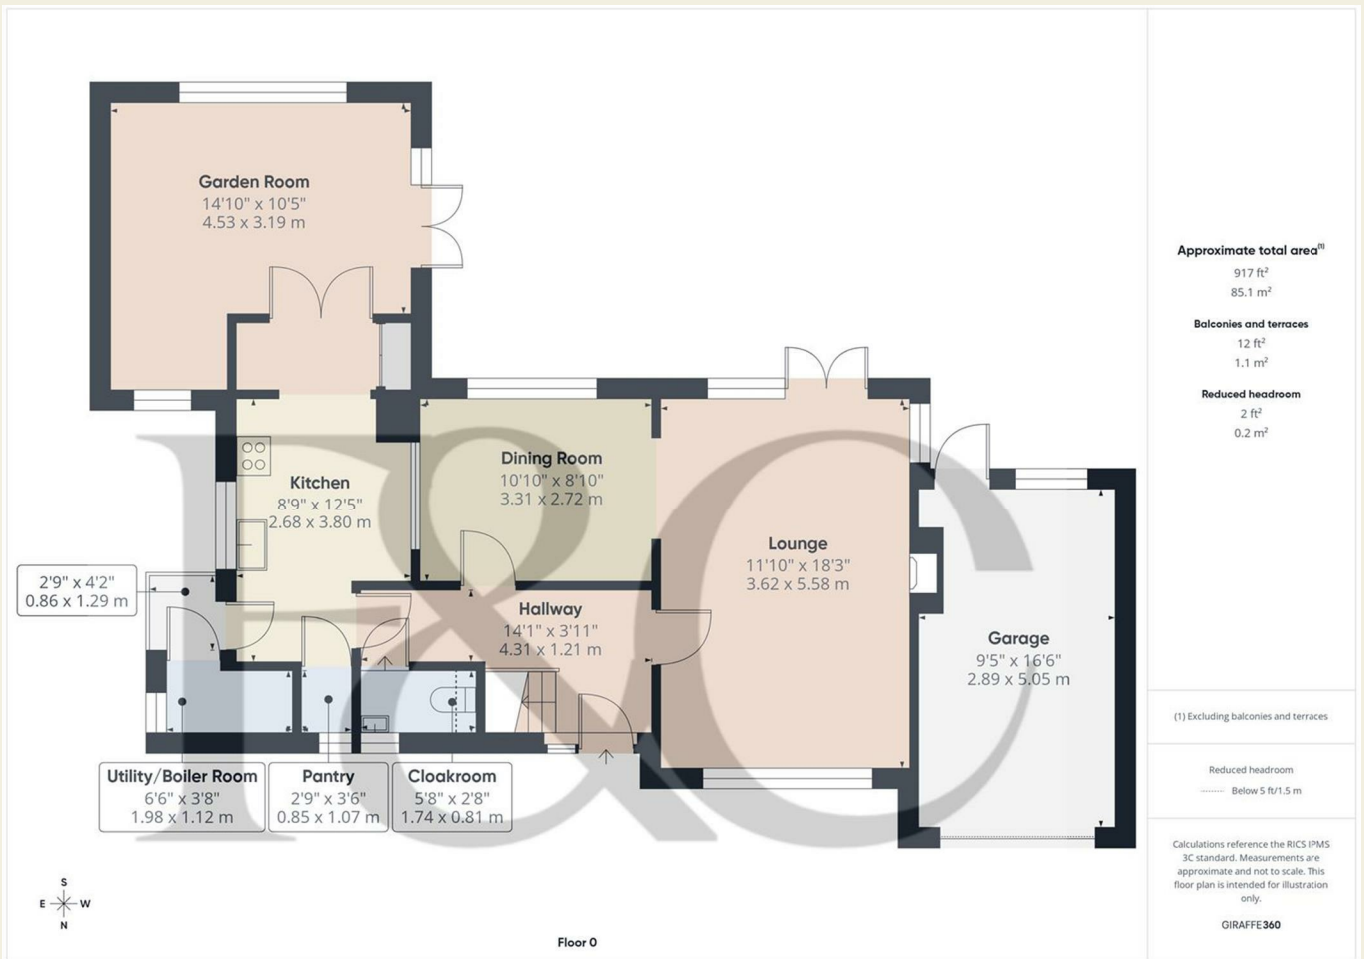 Garden Room
14'10" x 10'5"
4.53 x 3.19 m
Kitchen
8'9" x 12'5"
2.68 x 3.80 m
Dining Room
10'10" x 8'10"
3.31 x 2.72 m
Lounge
11'10" x 18'3"
3.62 x 5.58 m
2'9" x 4'2"
0.86 x 1.29 m
Hallway
14'1" x 3'11"
4.31 x 1.21 m
Garage
9'5" x 16'6"
2.89 x 5.05 m
Utility/Boiler Room
6'6" x 3'8"
1.98 x 1.12 m
Pantry
2'9" x 3'6"
0.85 x 1.07 m
Cloakroom
5'8" x 2'8"
1.74 x 0.81 m
F&C
S
E W
N
Floor 0
Approximate total area(1)
917 ft²
85.1 m²
Balconies and terraces
12 ft²
1.1 m²
Reduced headroom
2 ft²
0.2 m²
(1) Excluding balconies and terraces
Reduced headroom
Below 5 ft/1.5 m
Calculations reference the RICS IPMS
3C standard. Measurements are
approximate and not to scale. This
floor plan is intended for illustration
only.
GIRAFFE360